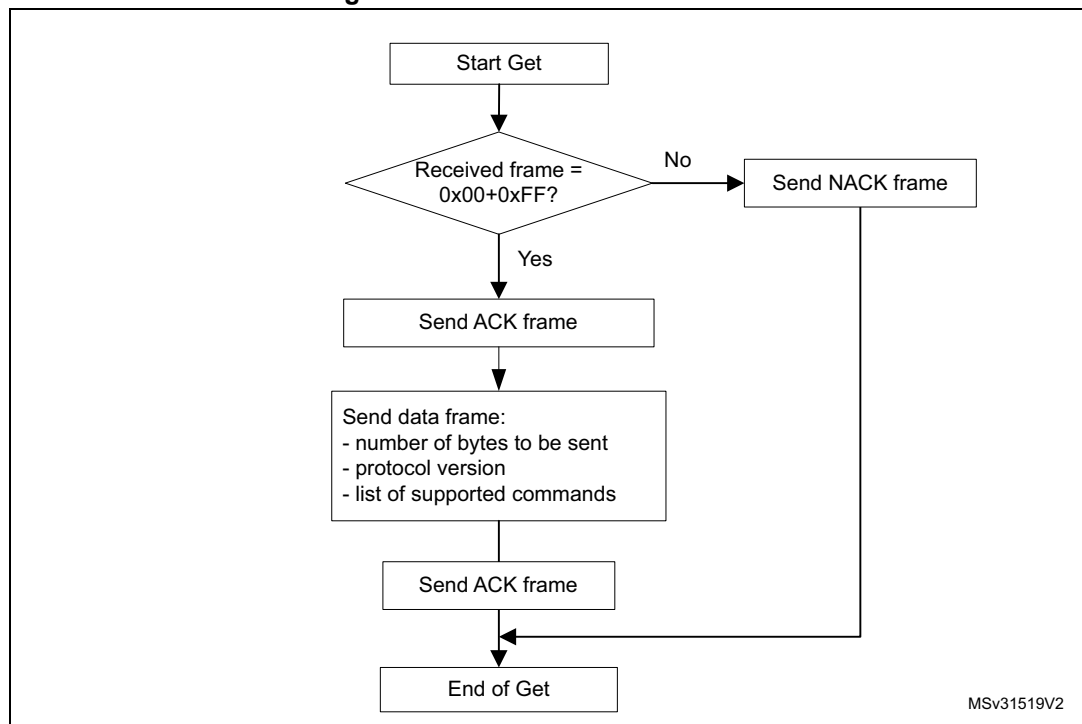 Start Get
Received frame =
0x00+0xFF?
No
Send NACK frame
Yes
Send ACK frame
Send data frame:
- number of bytes to be sent
- protocol version
- list of supported commands
Send ACK frame
End of Get
MSv31519V2